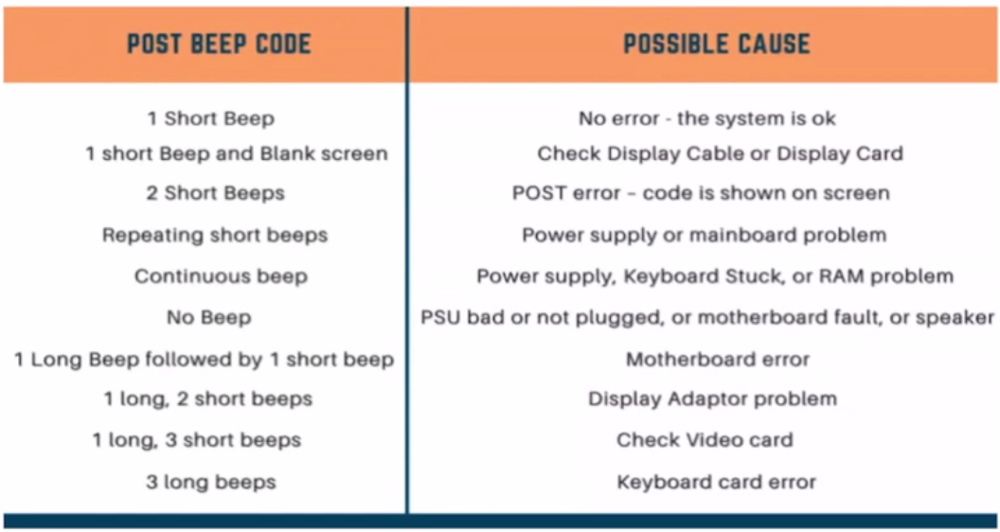 POST BEEP CODE POSSIBLE CAUSE
1 Short Beep No error - the system is ok
1 short Beep and Blank screen Check Display Cable or Display Card
2 Short Beeps POST error – code is shown on screen
Repeating short beeps Power supply or mainboard problem
Continuous beep Power supply, Keyboard Stuck, or RAM problem
No Beep PSU bad or not plugged, or motherboard fault, or speaker
1 Long Beep followed by 1 short beep Motherboard error
1 long, 2 short beeps Display Adaptor problem
1 long, 3 short beeps Check Video card
3 long beeps Keyboard card error